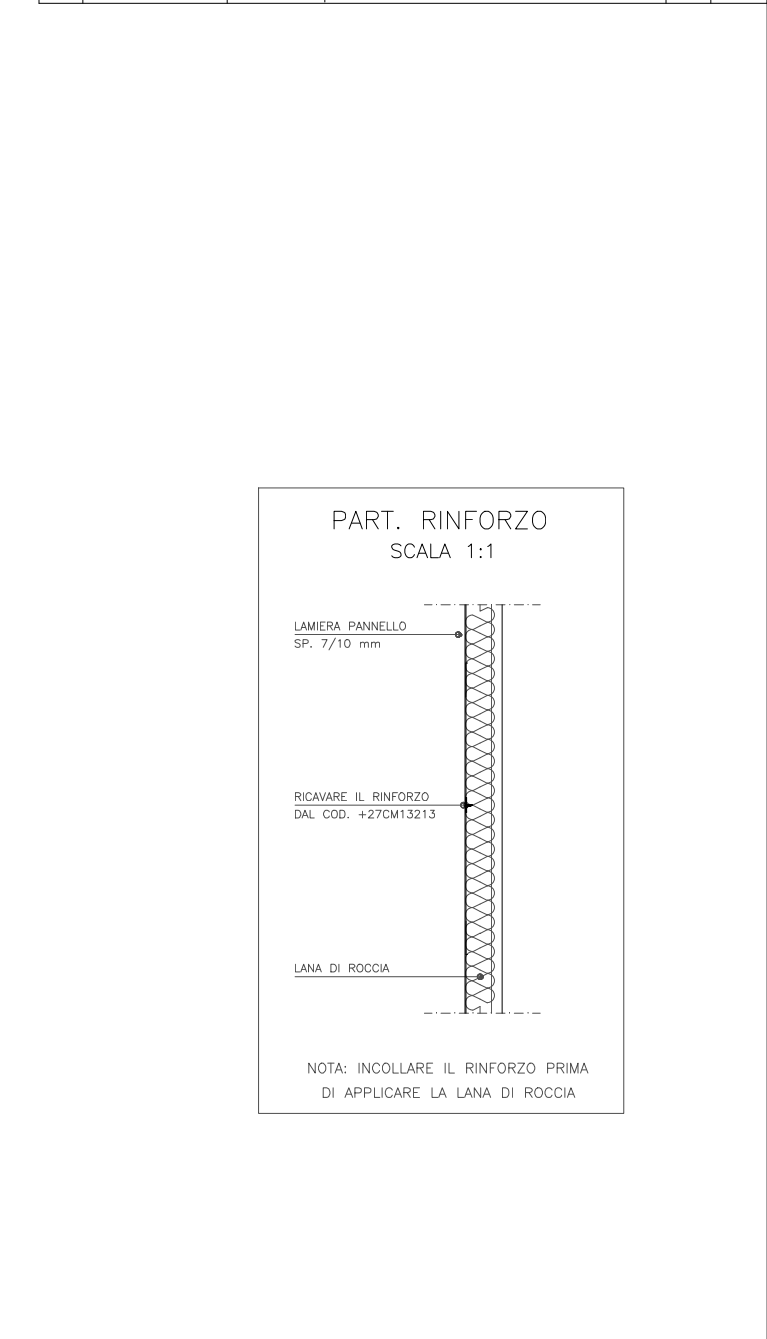 PART. RINFORZO
SCALA 1:1
LAMIERA PANNELLO
SP. 7/10 mm
RICAVARE IL RINFORZO
DAL COD. +27CM13213
LANA DI ROCCIA
NOTA: INCOLLARE IL RINFORZO PRIMA
DI APPLICARE LA LANA DI ROCCIA